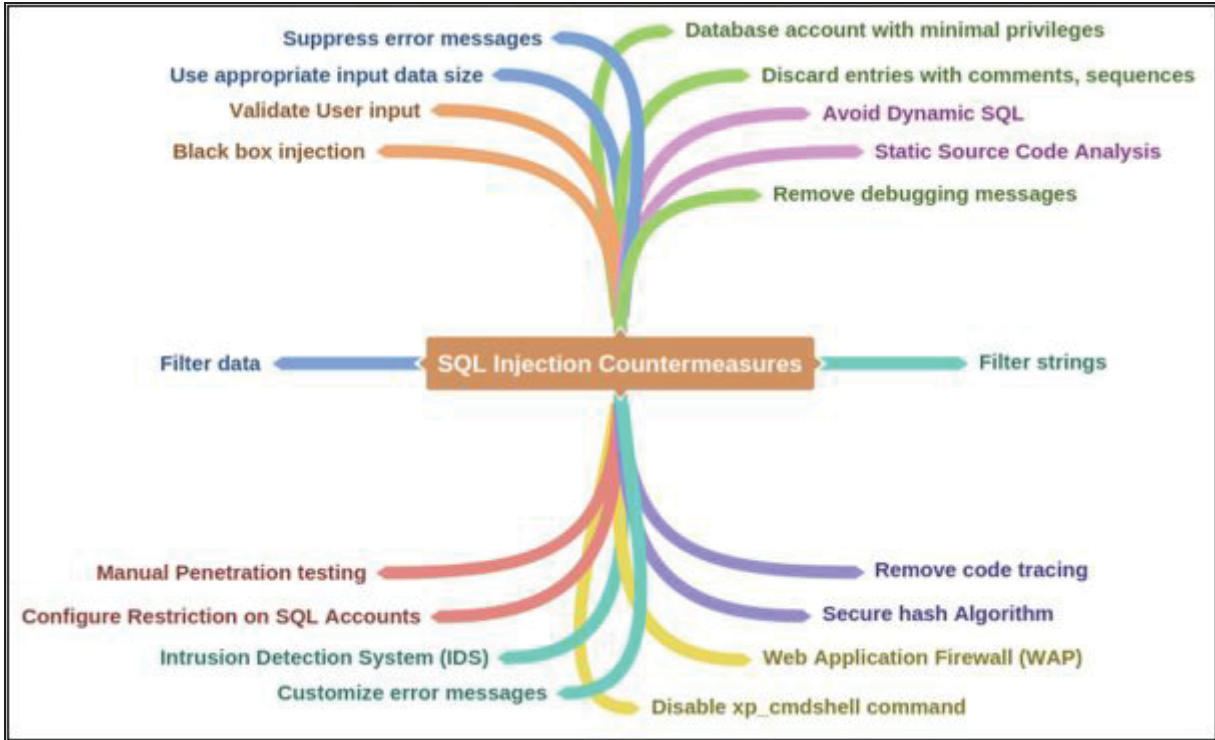 Suppress error messages
Database account with minimal privileges
Use appropriate input data size
Discard entries with comments, sequences
Validate User input
Avoid Dynamic SQL
Black box injection
Static Source Code Analysis
Remove debugging messages
Filter data
SQL Injection Countermeasures
Filter strings
Manual Penetration testing
Remove code tracing
Configure Restriction on SQL Accounts
Secure hash Algorithm
Intrusion Detection System (IDS)
Web Application Firewall (WAP)
Customize error messages
Disable xp_cmdshell command